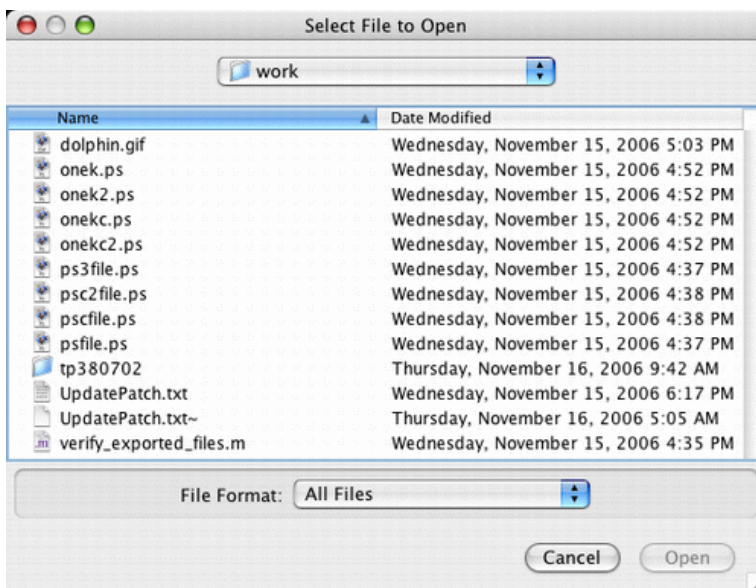 Select File to Open
work
Name Date Modified
dolphin.gif Wednesday, November 15, 2006 5:03 PM
onek.ps Wednesday, November 15, 2006 4:52 PM
onek2.ps Wednesday, November 15, 2006 4:52 PM
onekc.ps Wednesday, November 15, 2006 4:52 PM
onekc2.ps Wednesday, November 15, 2006 4:52 PM
ps3file.ps Wednesday, November 15, 2006 4:37 PM
psc2file.ps Wednesday, November 15, 2006 4:38 PM
pscfile.ps Wednesday, November 15, 2006 4:38 PM
psfile.ps Wednesday, November 15, 2006 4:37 PM
tp380702 Thursday, November 16, 2006 9:42 AM
UpdatePatch.txt Wednesday, November 15, 2006 6:17 PM
UpdatePatch.txt~ Thursday, November 16, 2006 5:05 AM
.m verify_exported_files.m Wednesday, November 15, 2006 4:35 PM
File Format: All Files
Cancel Open